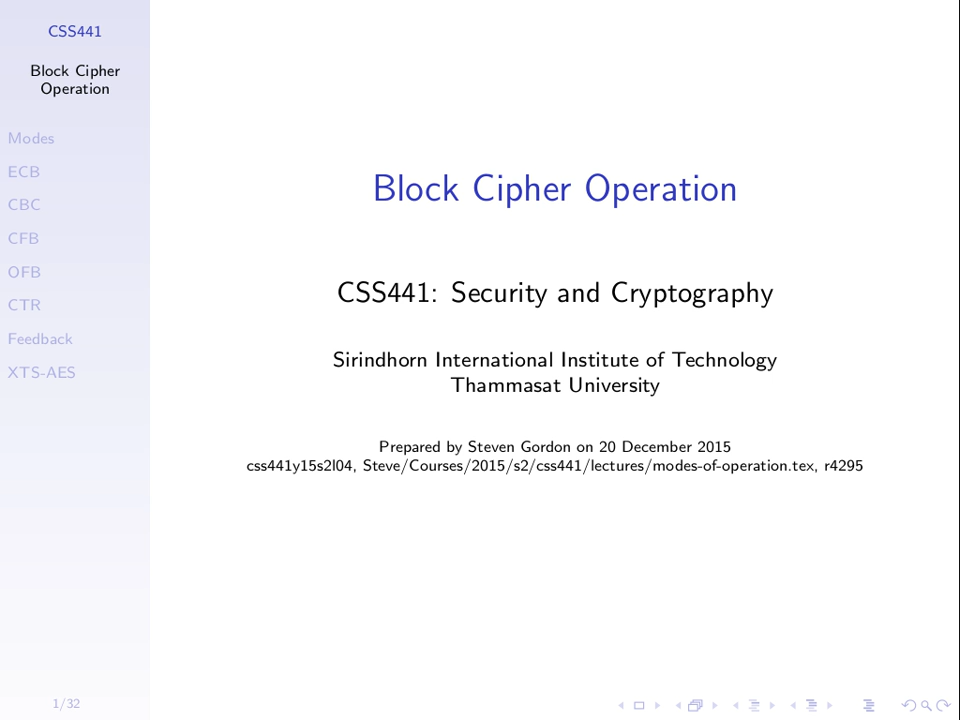 CSS441
Block Cipher
Operation
Modes
ECB
CBC
CFB
OFB
CTR
Feedback
XTS-AES
1/32
Block Cipher Operation
CSS441: Security and Cryptography
Sirindhorn International Institute of Technology
Thammasat University
Prepared by Steven Gordon on 20 December 2015
css441y15s2l04, Steve/Courses/2015/s2/css441/lectures/modes-of-operation.tex, r4295